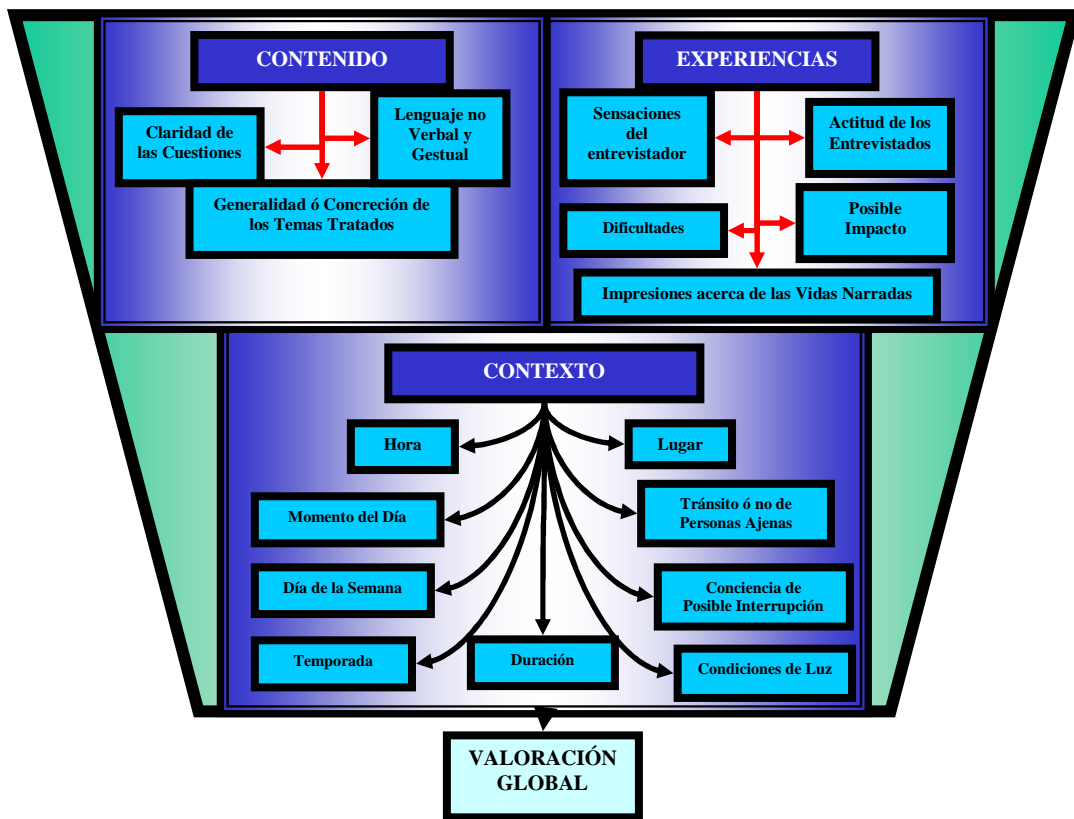 CONTENIDO
Claridad de
las Cuestiones
Lenguaje no
Verbal y
Gestual
Generalidad ó Concreción de
los Temas Tratados
EXPERIENCIAS
Sensaciones
del
entrevistador
Actitud de los
Entrevistados
Dificultades
Posible
Impacto
Impresiones acerca de las Vidas Narradas
CONTEXTO
Hora
Lugar
Momento del Día
Tránsito ó no de
Personas Ajenas
Día de la Semana
Conciencia de
Posible Interrupción
Temporada
Duración
Condiciones de Luz
VALORACIÓN
GLOBAL